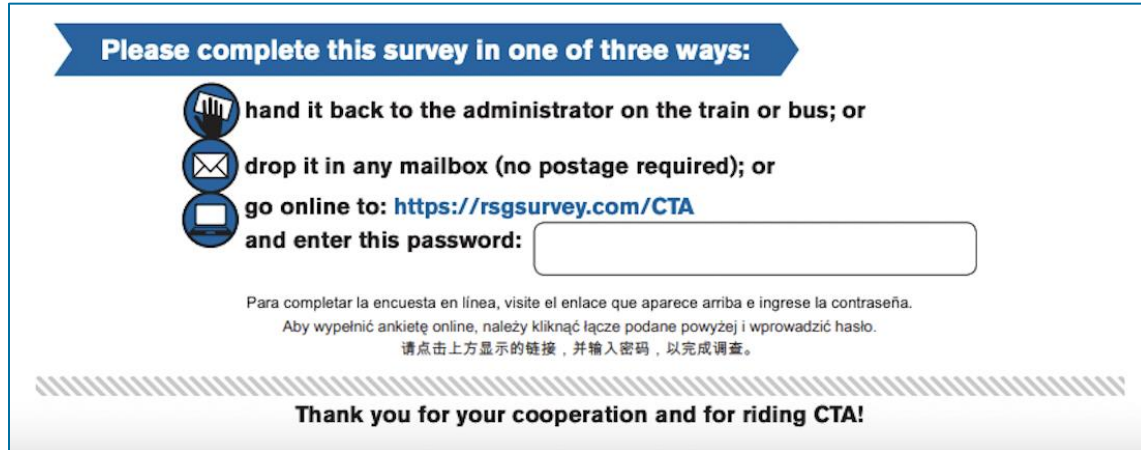 Please complete this survey in one of three ways:
hand it back to the administrator on the train or bus; or
drop it in any mailbox (no postage required); or
go online to: https://rsgsurvey.com/CTA
and enter this password:
Para completar la encuesta en línea, visite el enlace que aparece arriba e ingrese la contraseña.
Aby wypełnić ankietę online, należy kliknąć łącze podane powyżej i wprowadzić hasło.
请点击上方显示的链接，并输入密码，以完成调查。
Thank you for your cooperation and for riding CTA!